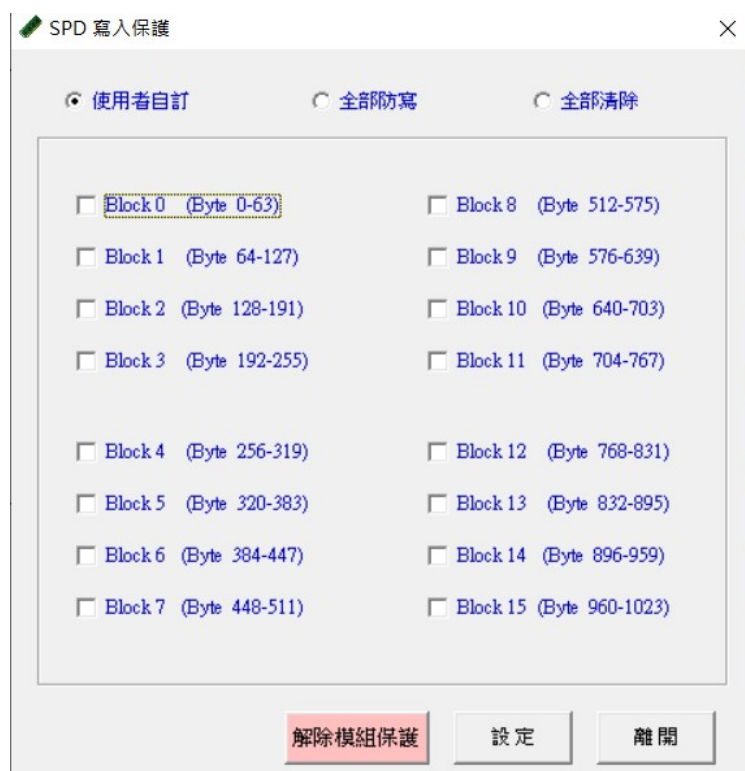 SPD 寫入保護
使用者自訂 全部防寫 全部清除
Block 0 (Byte 0-63) Block 8 (Byte 512-575)
Block 1 (Byte 64-127) Block 9 (Byte 576-639)
Block 2 (Byte 128-191) Block 10 (Byte 640-703)
Block 3 (Byte 192-255) Block 11 (Byte 704-767)
Block 4 (Byte 256-319) Block 12 (Byte 768-831)
Block 5 (Byte 320-383) Block 13 (Byte 832-895)
Block 6 (Byte 384-447) Block 14 (Byte 896-959)
Block 7 (Byte 448-511) Block 15 (Byte 960-1023)
解除模組保護 設定 離開